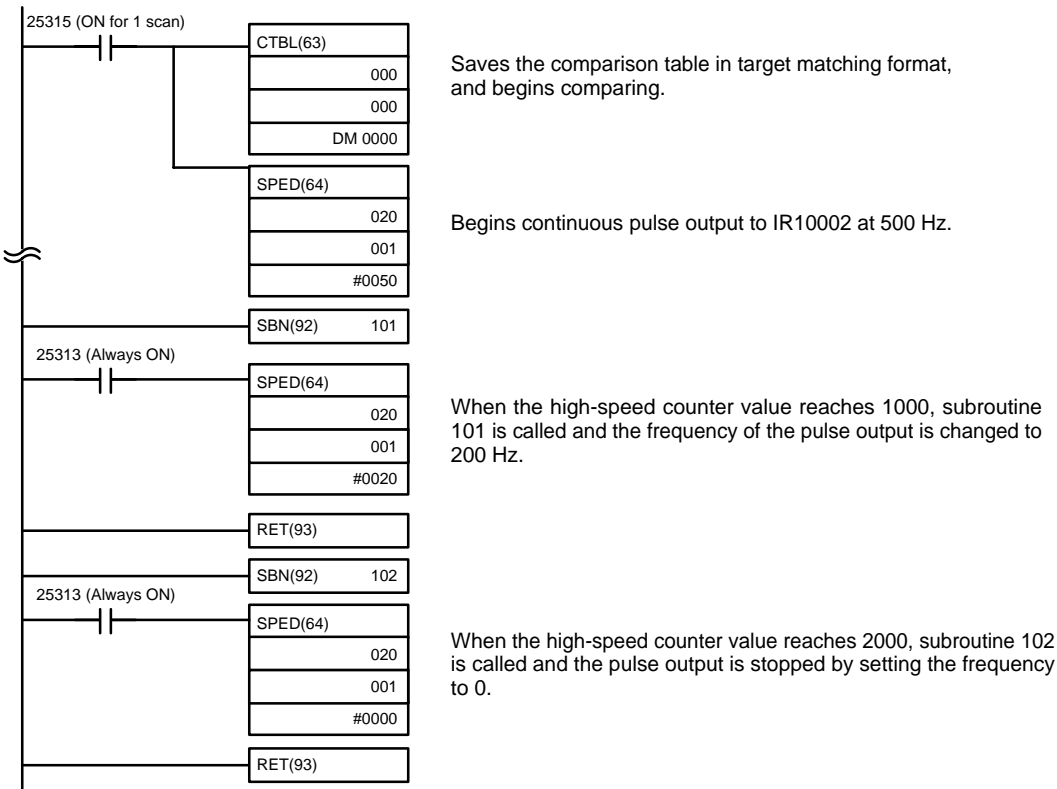 25315 (ON for 1 scan)
CTBL(63)
000
000
DM 0000
Saves the comparison table in target matching format,
and begins comparing.
SPED(64)
020
001
#0050
Begins continuous pulse output to IR10002 at 500 Hz.
SBN(92) 101
25313 (Always ON)
SPED(64)
020
001
#0020
When the high-speed counter value reaches 1000, subroutine
101 is called and the frequency of the pulse output is changed to
200 Hz.
RET(93)
SBN(92) 102
25313 (Always ON)
SPED(64)
020
001
#0000
When the high-speed counter value reaches 2000, subroutine 102
is called and the pulse output is stopped by setting the frequency
to 0.
RET(93)